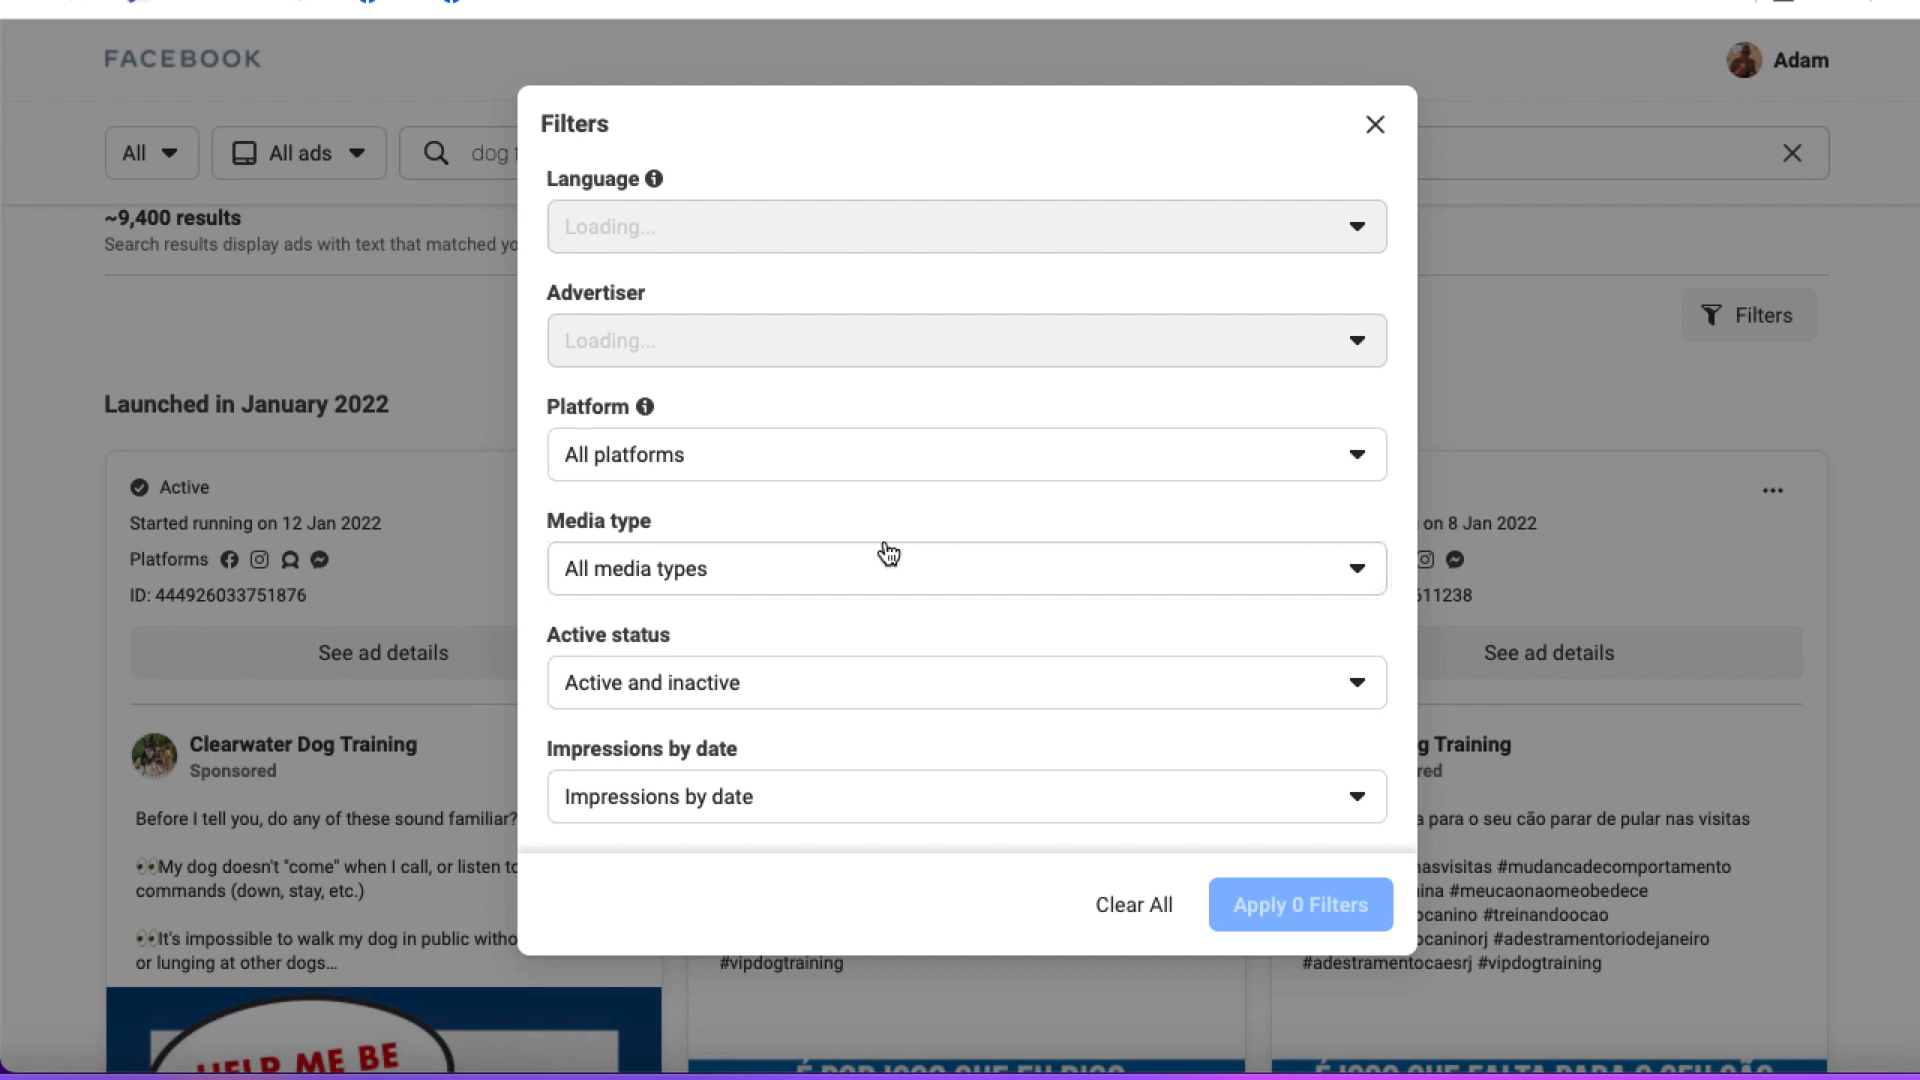 FACEBOOK
Adam
All
All ads
dog
~9,400 results
Search results display ads with text that matched
Filters
Launched in January 2022
Active
Started running on 12 Jan 2022
Platforms
ID: 444926033751876
See ad details
Clearwater Dog Training
Sponsored
Before I tell you, do any of these sound familiar?
👀My dog doesn't "come" when I call, or listen to
commands (down, stay, etc.)
👀It's impossible to walk my dog in public
or lunging at other dogs...
HELP ME BE
Filters
Language
Loading...
Advertiser
Loading...
Platform
All platforms
Media type
All media types
Active status
Active and inactive
Impressions by date
Impressions by date
Clear All
Apply 0 Filters
#vipdogtraining
É POR ISSO QUE EU DIGO
on 8 Jan 2022
611238
See ad details
g Training
red
a para o seu cão parar de pular nas visitas
nasvisitas #mudancadecomportamento
ina #meucaonaomeobedece
ocanino #treinandoocao
ocaninorj #adestramentoriodejaneiro
#adestramentocaesrj #vipdogtraining
É ISSO QUE FALTA PARA O SEU CÃO